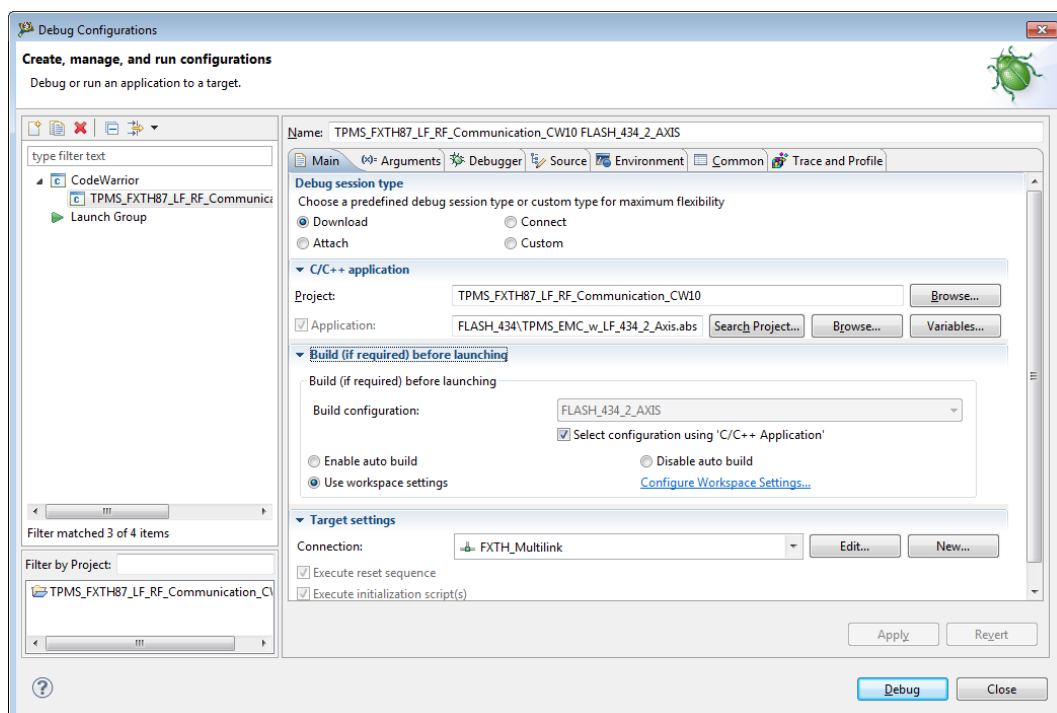 Debug Configurations
Create, manage, and run configurations
Debug or run an application to a target.
type filter text
CodeWarrior
TPMS_FXTH87_LF_RF_Communica
Launch Group
Filter matched 3 of 4 items
Filter by Project:
TPMS_FXTH87_LF_RF_Communication_C
Name: TPMS_FXTH87_LF_RF_Communication_CW10 FLASH_434_2_AXIS
Main (x)= Arguments Debugger Source Environment Common Trace and Profile
Debug session type
Choose a predefined debug session type or custom type for maximum flexibility
Download Connect
Attach Custom
C/C++ application
Project: TPMS_FXTH87_LF_RF_Communication_CW10 Browse...
Application: FLASH_434\TPMS_EMC_w_LF_434_2_Axis.abs Search Project... Browse... Variables...
Build (if required) before launching
Build (if required) before launching
Build configuration: FLASH_434_2_AXIS
Select configuration using 'C/C++ Application'
Enable auto build Disable auto build
Use workspace settings Configure Workspace Settings...
Target settings
Connection: FXTH_Multilink Edit... New...
Execute reset sequence
Execute initialization script(s)
Apply Revert
? Debug Close